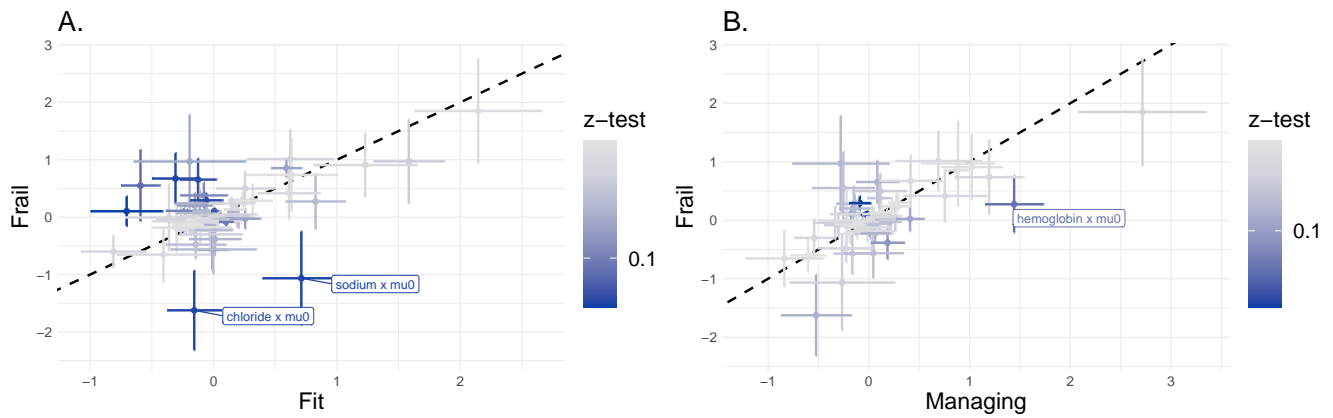 A.
3
2
1
0
−1
−2
Frail
−1
0
1
2
Fit
sodium x mu0
chloride x mu0
z−test
0.1
B.
3
2
1
0
−1
−2
Frail
−1
0
1
2
3
Managing
hemoglobin x mu0
z−test
0.1